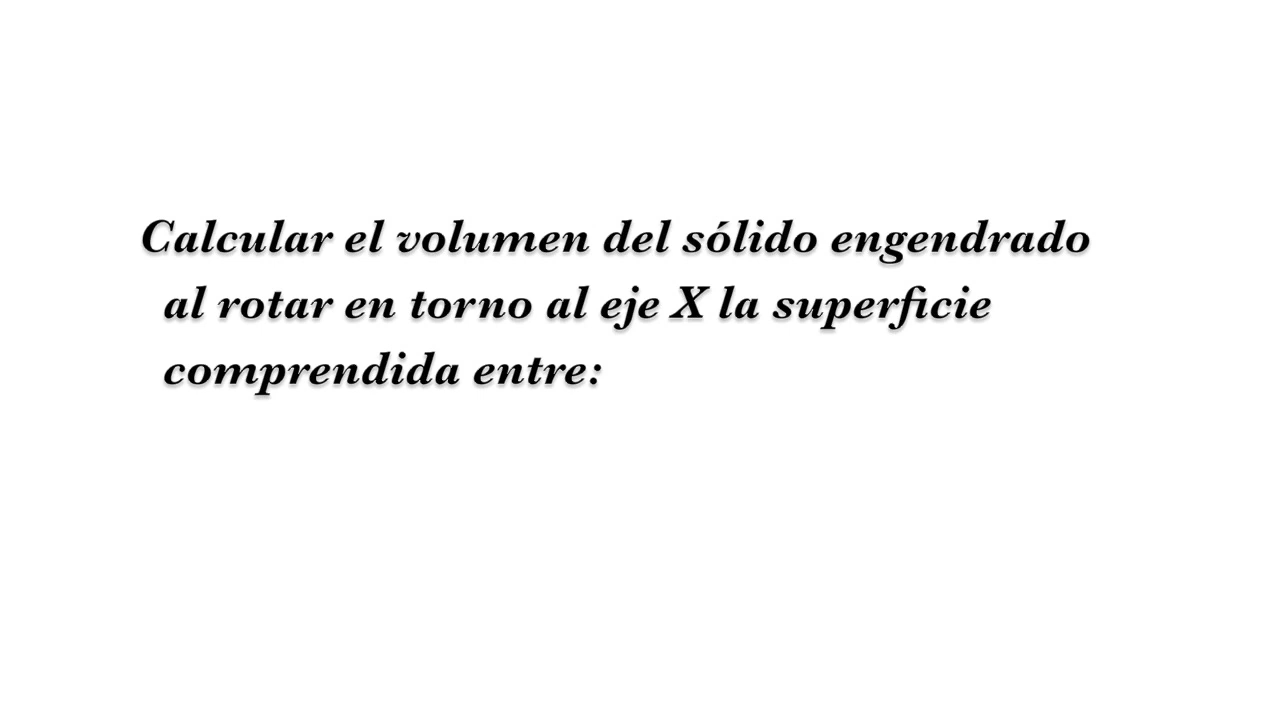 Calcular el volumen del sólido engendrado
al rotar en torno al eje X la superficie
comprendida entre: